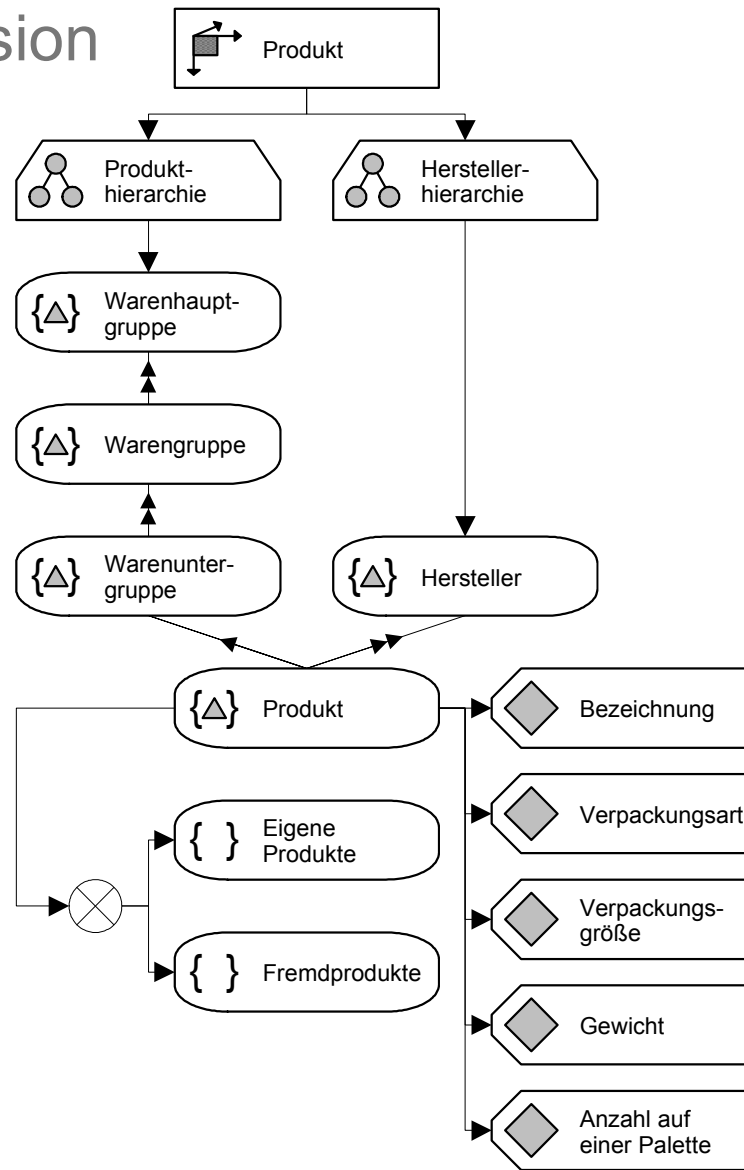 sion
Produkt
Produkt-
hierarchie
Hersteller-
hierarchie
Warenhaupt-
gruppe
Warengruppe
Warenunter-
gruppe
Hersteller
Produkt
Bezeichnung
Verpackungsart
Eigene
Produkte
Verpackungs-
größe
Fremdprodukte
Gewicht
Anzahl auf
einer Palette